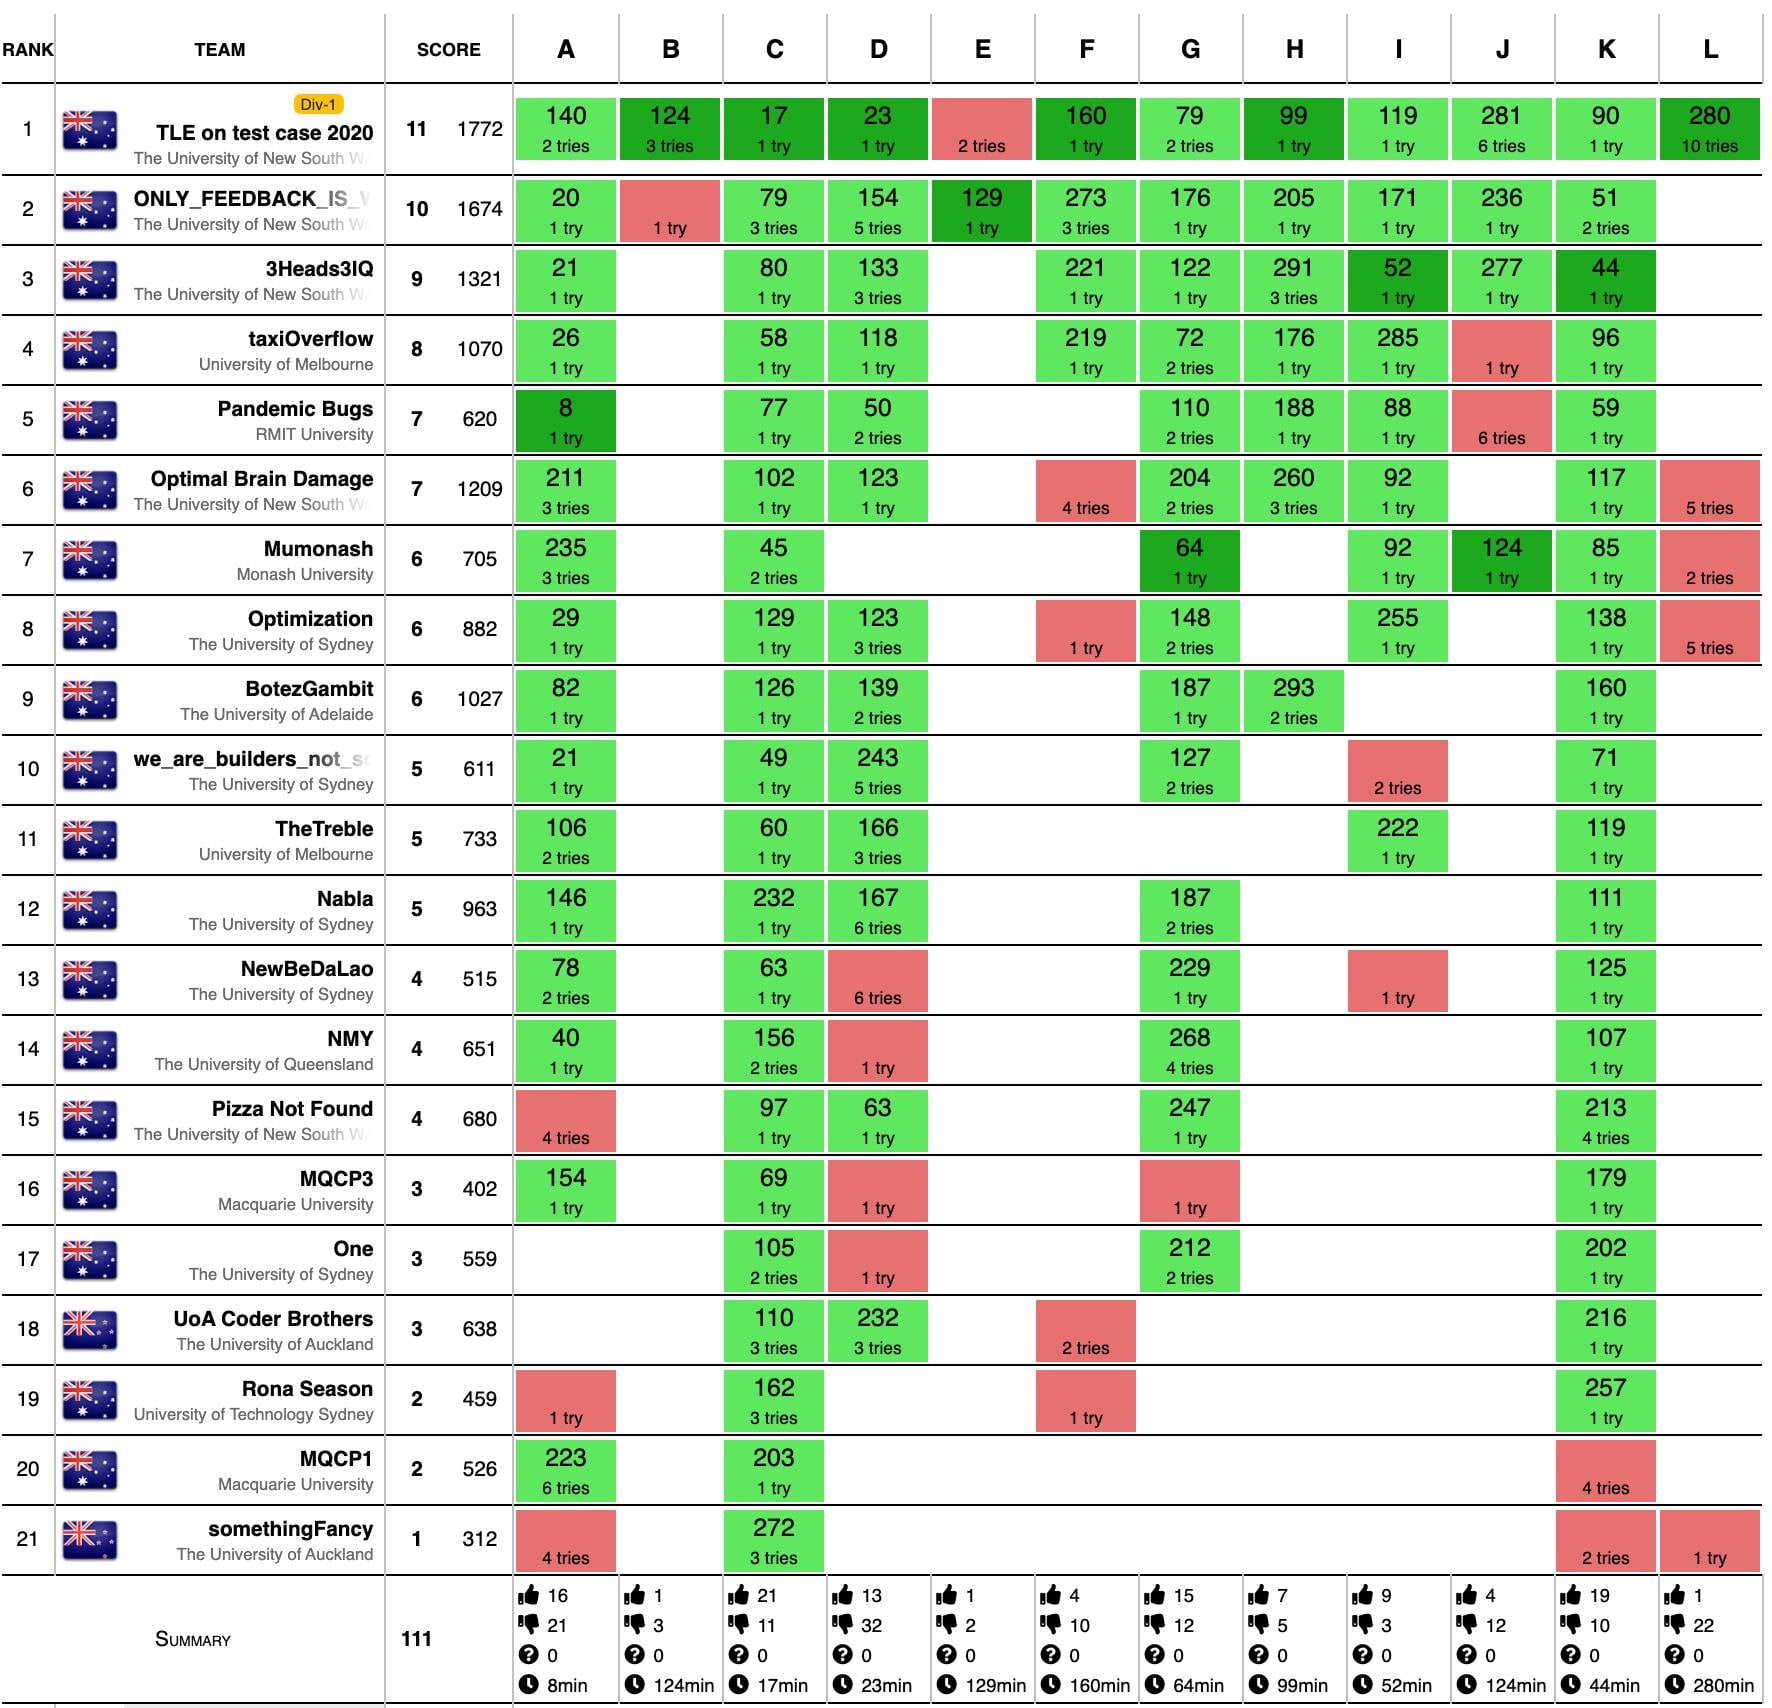 RANK TEAM SCORE A B C D E F G H I J K L
Div-1
1 TLE on test case 2020 11 1772 140 124 17 23 160 79 99 119 281 90 280
The University of New South W 2 tries 3 tries 1 try 1 try 2 tries 1 try 2 tries 1 try 1 try 6 tries 1 try 10 tries
2 ONLY_FEEDBACK_IS_ 10 1674 20 79 154 129 273 176 205 171 236 51
The University of New South W 1 try 1 try 3 tries 5 tries 1 try 3 tries 1 try 1 try 1 try 1 try 2 tries
3 3Heads3IQ 9 1321 21 80 133 221 122 291 52 277 44
The University of New South W 1 try 1 try 3 tries 1 try 1 try 3 tries 1 try 1 try 1 try
4 taxiOverflow 8 1070 26 58 118 219 72 176 285 96
University of Melbourne 1 try 1 try 1 try 1 try 2 tries 1 try 1 try 1 try 1 try
5 Pandemic Bugs 7 620 8 77 50 110 188 88 59
RMIT University 1 try 1 try 2 tries 2 tries 1 try 1 try 6 tries 1 try
6 Optimal Brain Damage 7 1209 211 102 123 204 260 92 117
The University of New South W 3 tries 1 try 1 try 4 tries 2 tries 3 tries 1 try 1 try 5 tries
7 Mumonash 6 705 235 45 64 92 124 85
Monash University 3 tries 2 tries 1 try 1 try 1 try 1 try 2 tries
8 Optimization 6 882 29 129 123 148 255 138
The University of Sydney 1 try 1 try 3 tries 1 try 2 tries 1 try 1 try 5 tries
9 BotezGambit 6 1027 82 126 139 187 293 160
The University of Adelaide 1 try 1 try 2 tries 1 try 2 tries 1 try
10 we_are_builders_not_s 5 611 21 49 243 127 71
The University of Sydney 1 try 1 try 5 tries 2 tries 2 tries 1 try
11 TheTreble 5 733 106 60 166 222 119
University of Melbourne 2 tries 1 try 3 tries 1 try 1 try
12 Nabla 5 963 146 232 167 187 111
The University of Sydney 1 try 1 try 6 tries 2 tries 1 try
13 NewBeDaLao 4 515 78 63 229 125
The University of Sydney 2 tries 1 try 6 tries 1 try 1 try 1 try
14 NMY 4 651 40 156 268 107
The University of Queensland 1 try 2 tries 1 try 4 tries 1 try
15 Pizza Not Found 4 680 97 63 247 213
The University of New South W 4 tries 1 try 1 try 1 try 4 tries
16 MQCP3 3 402 154 69 179
Macquarie University 1 try 1 try 1 try 1 try 1 try
17 One 3 559 105 212 202
The University of Sydney 2 tries 1 try 2 tries 1 try
18 UoA Coder Brothers 3 638 110 232 216
The University of Auckland 3 tries 3 tries 2 tries 1 try
19 Rona Season 2 459 162 257
University of Technology Sydney 1 try 3 tries 1 try 1 try
20 MQCP1 2 526 223 203
Macquarie University 6 tries 1 try 4 tries
21 somethingFancy 1 312 272
The University of Auckland 4 tries 3 tries 2 tries 1 try
16 1 21 13 1 4 15 7 9 4 19 1
Summary 111 21 3 11 32 2 10 12 5 3 12 10 22
0 0 0 0 0 0 0 0 0 0 0 0
8min 124min 17min 23min 129min 160min 64min 99min 52min 124min 44min 280min